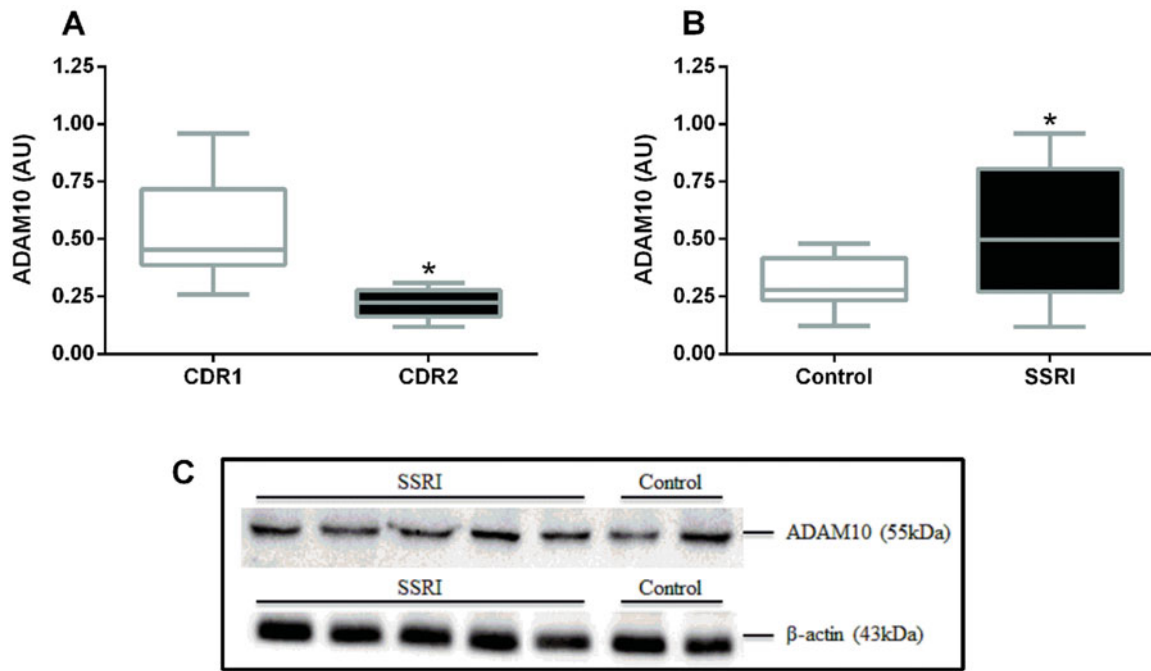 A
ADAM10 (AU)
1.25
1.00
0.75
0.50
0.25
0.00
*
CDR1
CDR2
B
ADAM10 (AU)
1.25
1.00
0.75
0.50
0.25
0.00
*
Control
SSRI
C
SSRI
Control
ADAM10 (55kDa)
SSRI
Control
β-actin (43kDa)